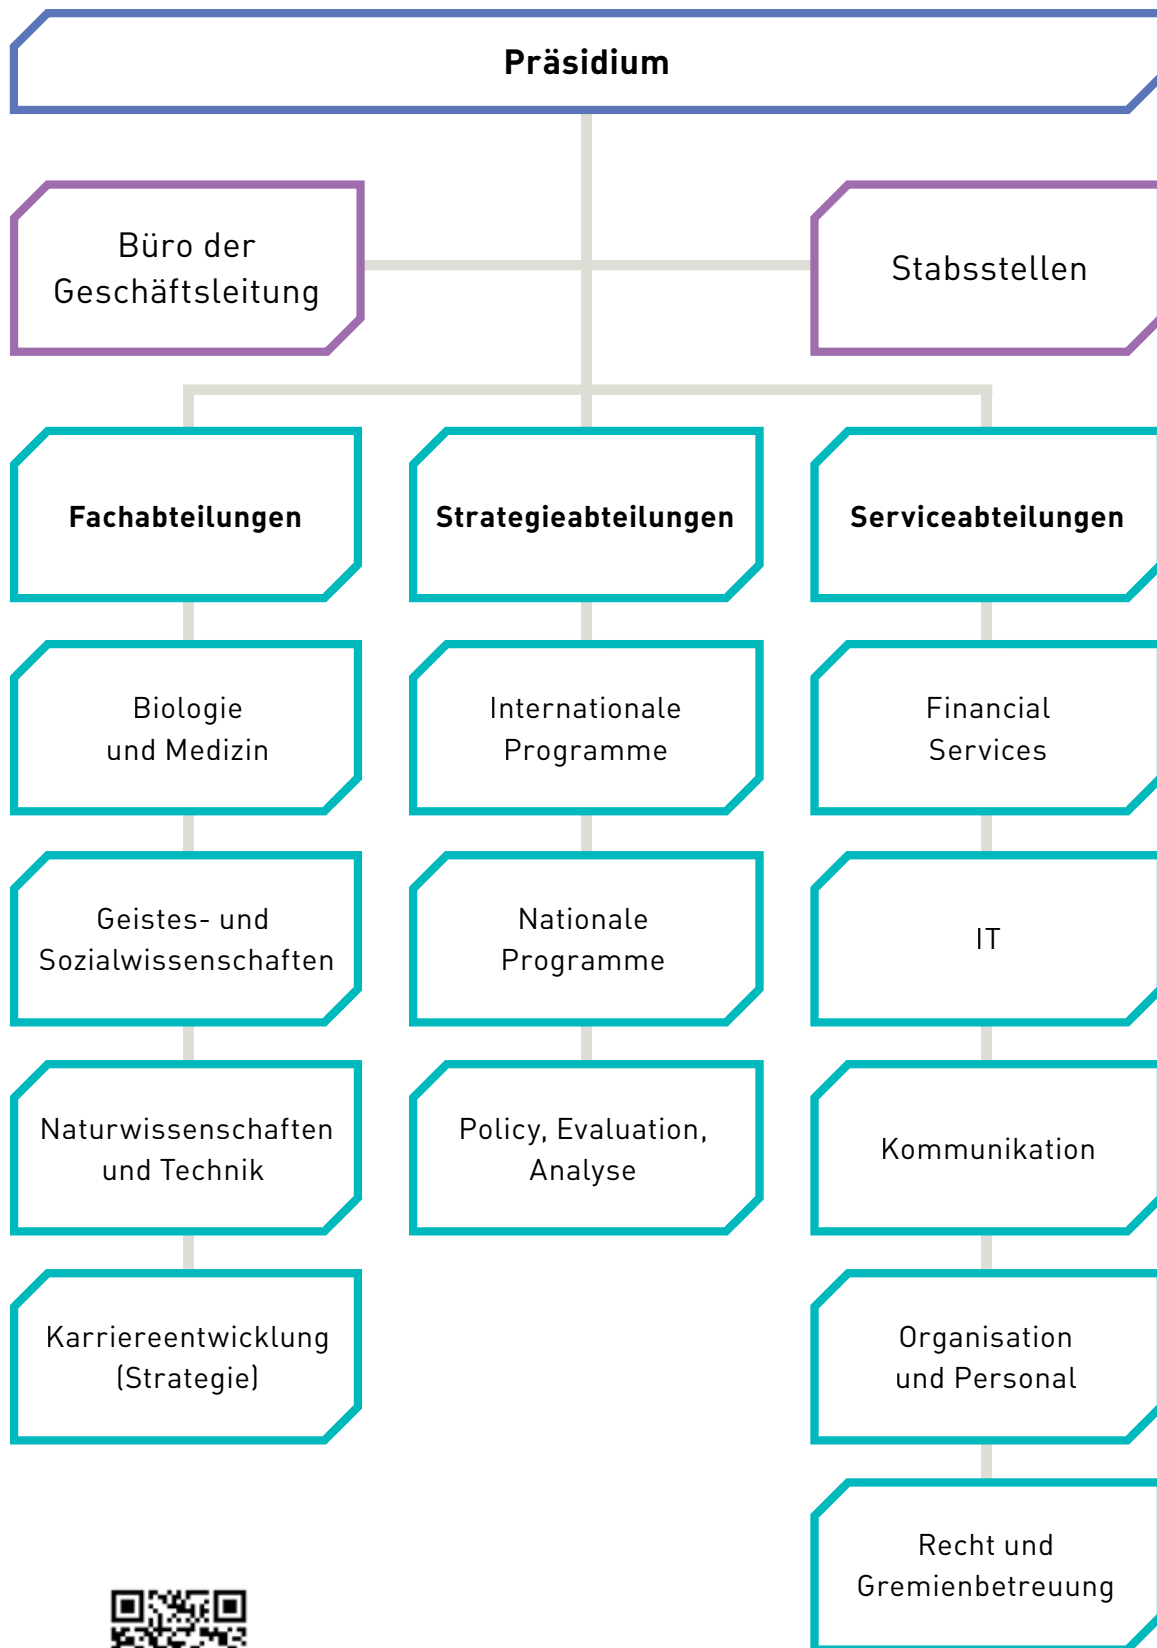 Präsidium
Büro der
Geschäftsleitung
Stabsstellen
Fachabteilungen
Strategieabteilungen
Serviceabteilungen
Biologie
und Medizin
Internationale
Programme
Financial
Services
Geistes- und
Sozialwissenschaften
Nationale
Programme
IT
Naturwissenschaften
und Technik
Policy, Evaluation,
Analyse
Kommunikation
Karriereentwicklung
(Strategie)
Organisation
und Personal
Recht und
Gremienbetreuung